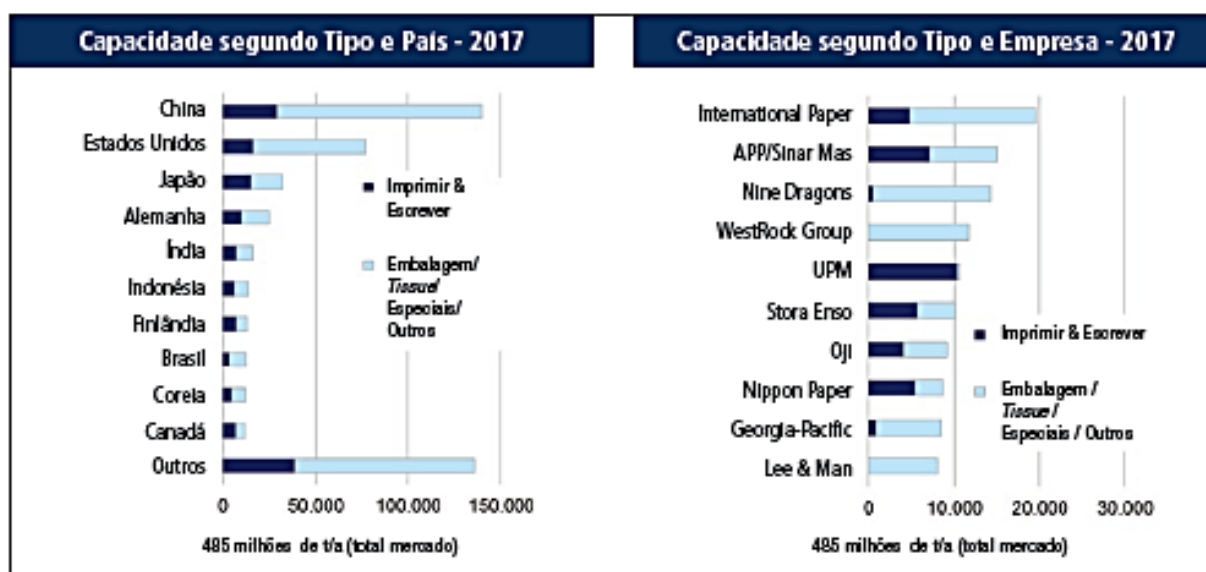 Capacidade segundo Tipo e País - 2017
China
Estados Unidos
Japão
Alemanha
Índia
Indonésia
Finlândia
Brasil
Coreia
Canadá
Outros
0
50.000
100.000
150.000
Imprimir &
Escrever
Embalagem/
Tissue/
Especiais/
Outros
485 milhões de t/a (total mercado)
Capacidade segundo Tipo e Empresa - 2017
International Paper
APP/Sinar Mas
Nine Dragons
WestRock Group
UPM
Stora Enso
Oji
Nippon Paper
Georgia-Pacific
Lee & Man
0
10.000
20.000
30.000
Imprimir & Escrever
Embalagem /
Tissue /
Especiais / Outros
485 milhões de t/a (total mercado)